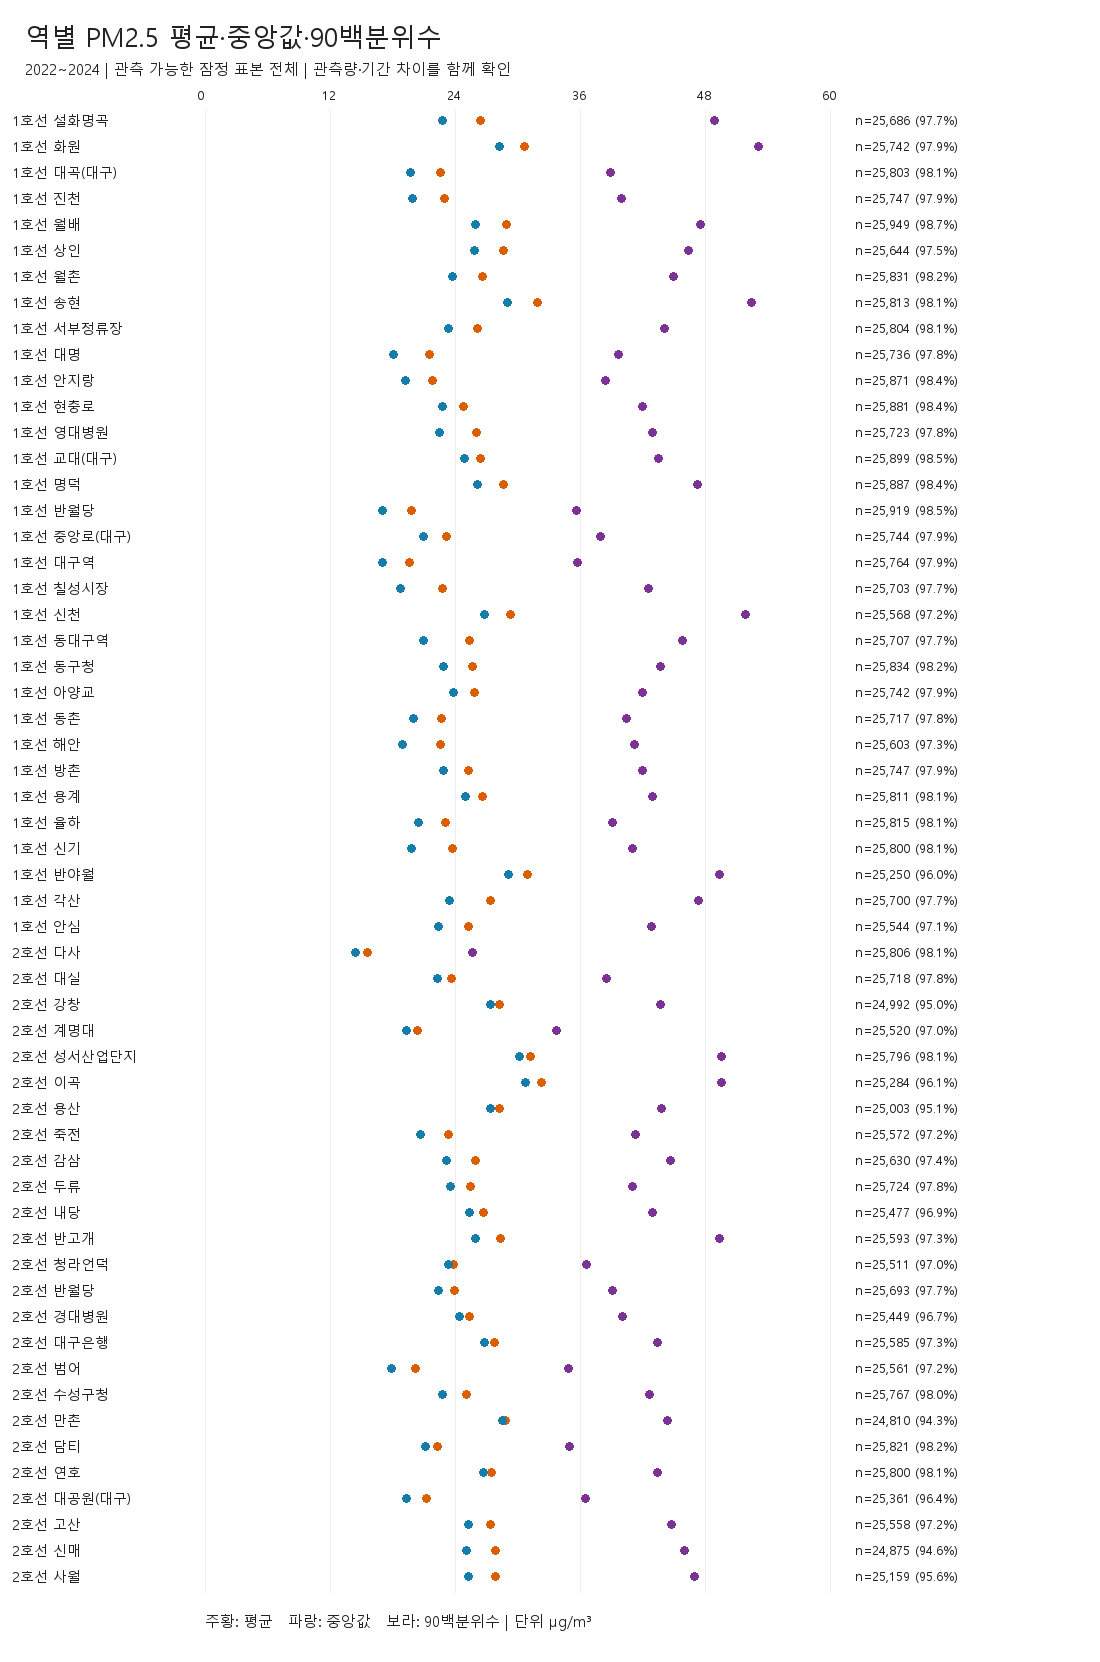 역별 PM2.5 평균·중앙값·90백분위수
2022~2024 | 관측 가능한 잠정 표본 전체 | 관측량·기간 차이를 함께 확인
0 12 24 36 48 60
1호선 설화명곡 n=25,686 (97.7%)
1호선 화원 n=25,742 (97.9%)
1호선 대곡(대구) n=25,803 (98.1%)
1호선 진천 n=25,747 (97.9%)
1호선 월배 n=25,949 (98.7%)
1호선 상인 n=25,644 (97.5%)
1호선 월촌 n=25,831 (98.2%)
1호선 송현 n=25,813 (98.1%)
1호선 서부정류장 n=25,804 (98.1%)
1호선 대명 n=25,736 (97.8%)
1호선 안지랑 n=25,871 (98.4%)
1호선 현충로 n=25,881 (98.4%)
1호선 영대병원 n=25,723 (97.8%)
1호선 교대(대구) n=25,899 (98.5%)
1호선 명덕 n=25,887 (98.4%)
1호선 반월당 n=25,919 (98.5%)
1호선 중앙로(대구) n=25,744 (97.9%)
1호선 대구역 n=25,764 (97.9%)
1호선 칠성시장 n=25,703 (97.7%)
1호선 신천 n=25,568 (97.2%)
1호선 동대구역 n=25,707 (97.7%)
1호선 동구청 n=25,834 (98.2%)
1호선 아양교 n=25,742 (97.9%)
1호선 동촌 n=25,717 (97.8%)
1호선 해안 n=25,603 (97.3%)
1호선 방촌 n=25,747 (97.9%)
1호선 용계 n=25,811 (98.1%)
1호선 율하 n=25,815 (98.1%)
1호선 신기 n=25,800 (98.1%)
1호선 반야월 n=25,250 (96.0%)
1호선 각산 n=25,700 (97.7%)
1호선 안심 n=25,544 (97.1%)
2호선 다사 n=25,806 (98.1%)
2호선 대실 n=25,718 (97.8%)
2호선 강창 n=24,992 (95.0%)
2호선 계명대 n=25,520 (97.0%)
2호선 성서산업단지 n=25,796 (98.1%)
2호선 이곡 n=25,284 (96.1%)
2호선 용산 n=25,003 (95.1%)
2호선 죽전 n=25,572 (97.2%)
2호선 감삼 n=25,630 (97.4%)
2호선 두류 n=25,724 (97.8%)
2호선 내당 n=25,477 (96.9%)
2호선 반고개 n=25,593 (97.3%)
2호선 청라언덕 n=25,511 (97.0%)
2호선 반월당 n=25,693 (97.7%)
2호선 경대병원 n=25,449 (96.7%)
2호선 대구은행 n=25,585 (97.3%)
2호선 범어 n=25,561 (97.2%)
2호선 수성구청 n=25,767 (98.0%)
2호선 만촌 n=24,810 (94.3%)
2호선 담티 n=25,821 (98.2%)
2호선 연호 n=25,800 (98.1%)
2호선 대공원(대구) n=25,361 (96.4%)
2호선 고산 n=25,558 (97.2%)
2호선 신매 n=24,875 (94.6%)
2호선 사월 n=25,159 (95.6%)
주황: 평균 파랑: 중앙값 보라: 90백분위수 | 단위 µg/m³